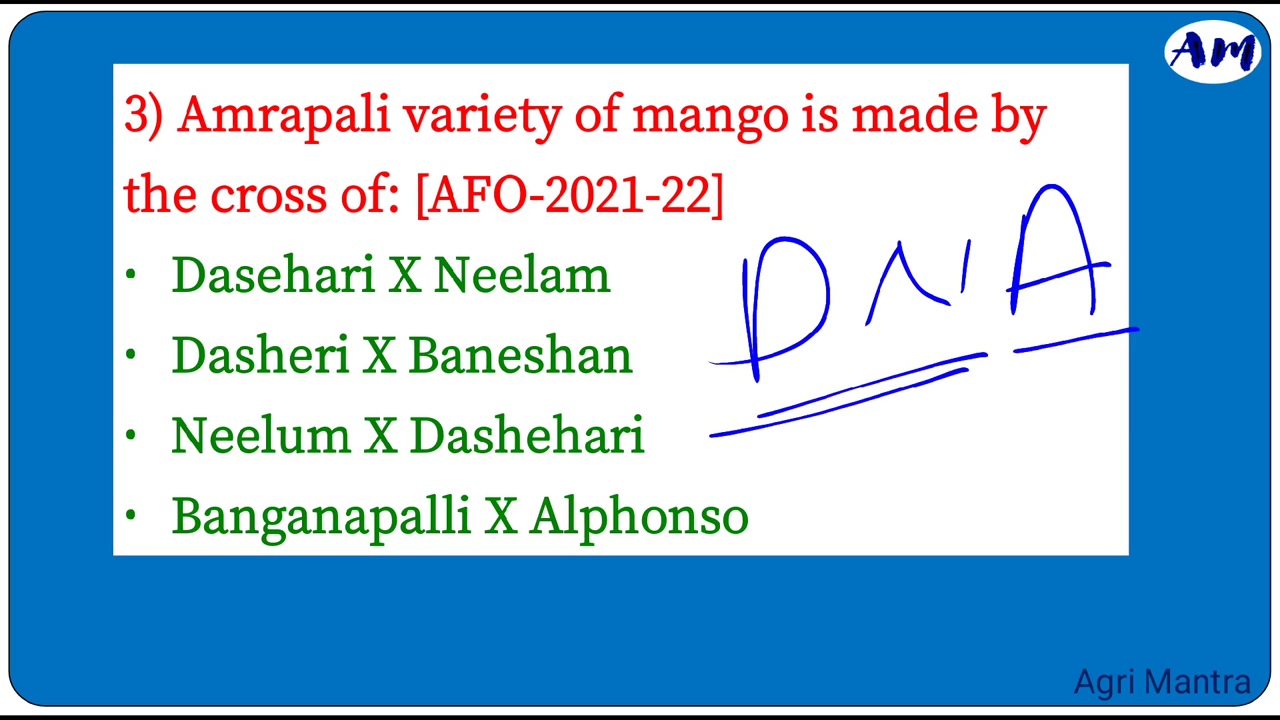 AM
3) Amrapali variety of mango is made by
the cross of: [AFO-2021-22]
• Dasehari X Neelam
DNA
• Dasheri X Baneshan
• Neelum X Dashehari
• Banganapalli X Alphonso
Agri Mantra